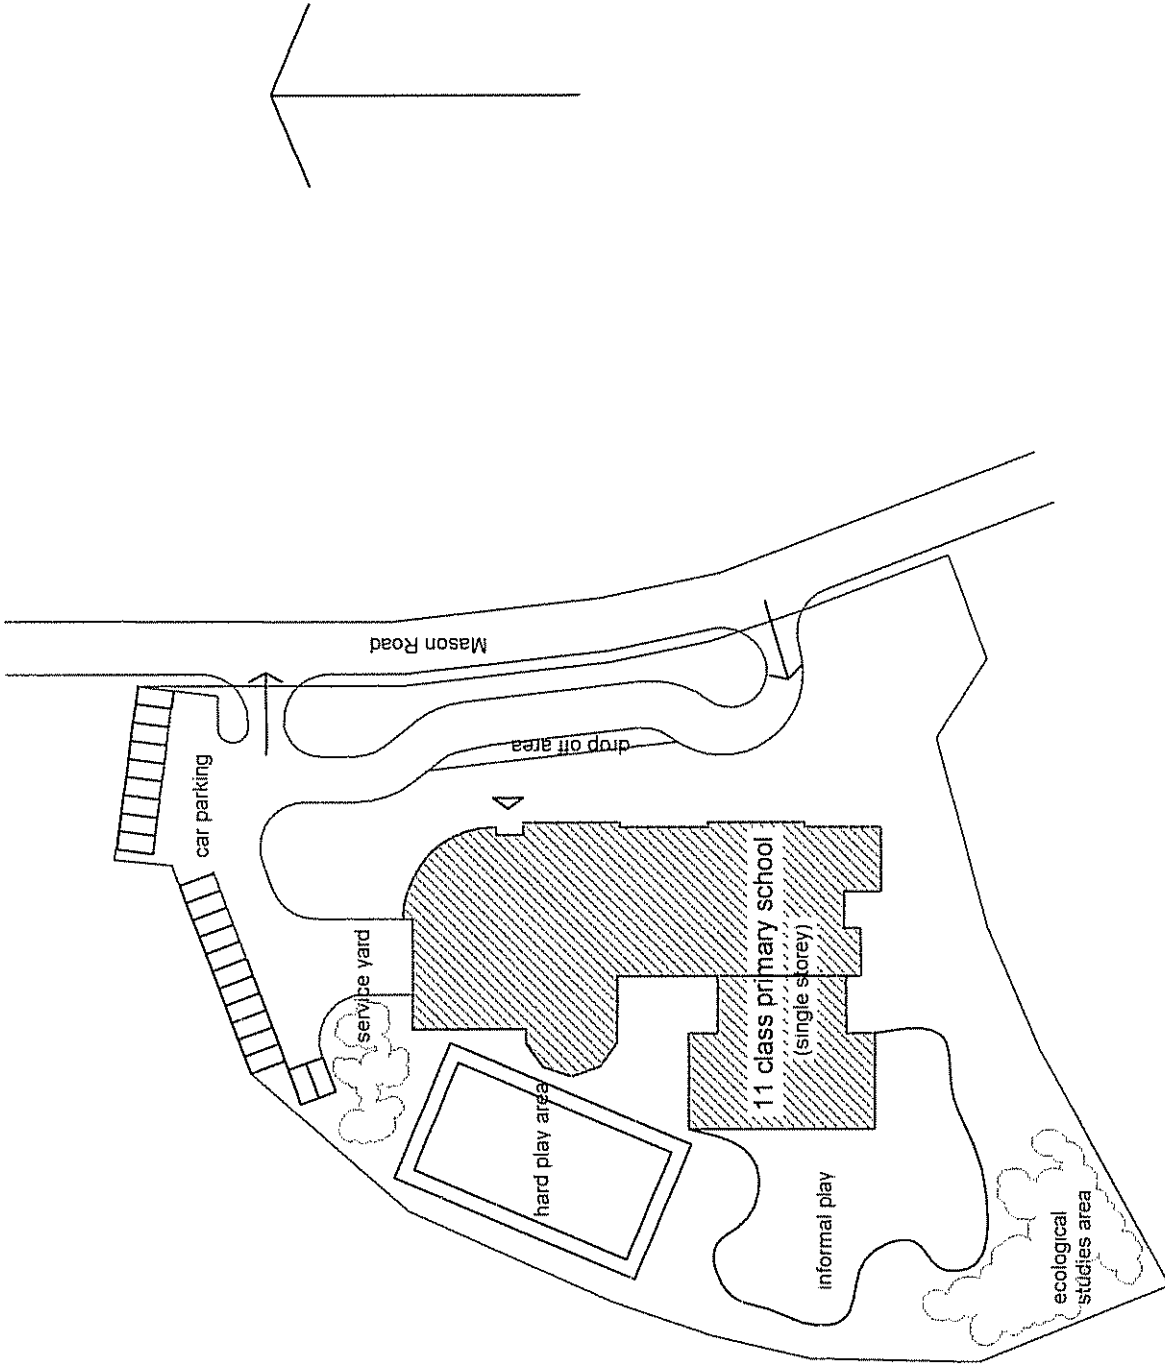 Mason Road
drop off area
car parking
service yard
11 class primary school
(single storey)
hard play area
informal play
ecological
studies area